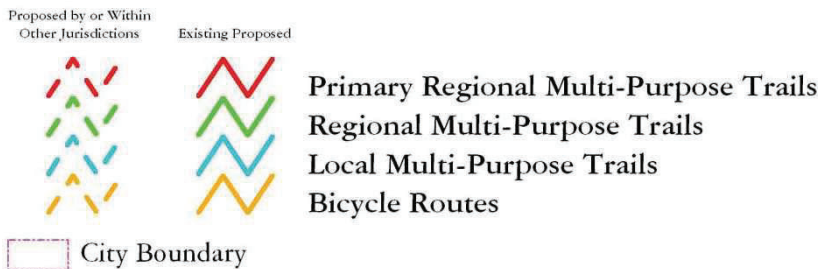 Proposed by or Within
Other Jurisdictions
Existing Proposed
Primary Regional Multi-Purpose Trails
Regional Multi-Purpose Trails
Local Multi-Purpose Trails
Bicycle Routes
City Boundary